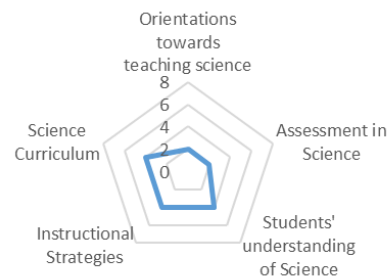 Orientations
towards
teaching science
8
6
4
2
0
Assessment in
Science
Students'
understanding
of Science
Instructional
Strategies
Science
Curriculum